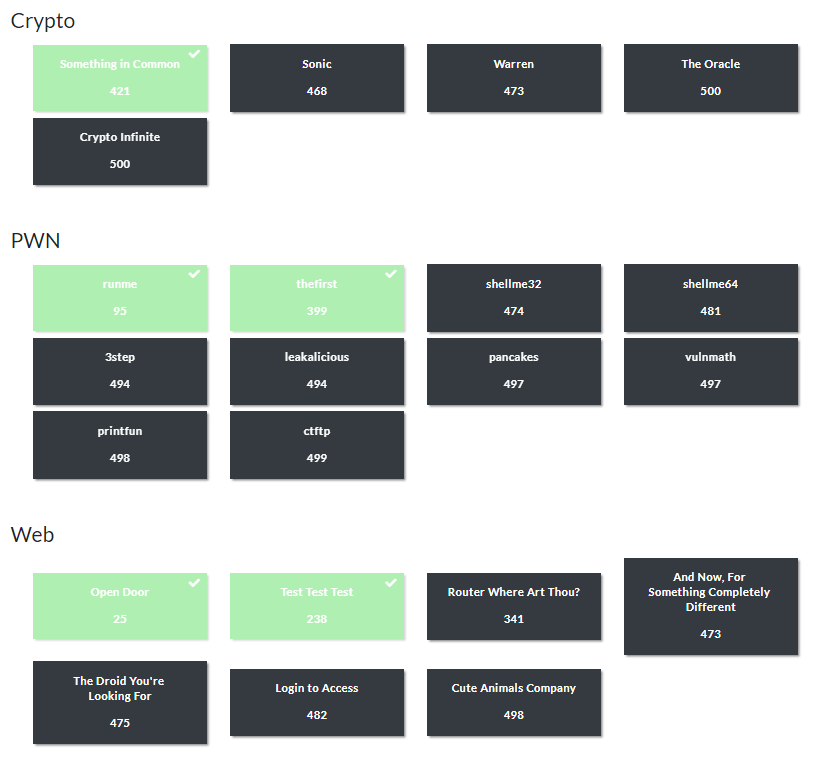 Crypto
Something in Common
421
Sonic
468
Warren
473
The Oracle
500
Crypto Infinite
500
PWN
runme
95
thefirst
399
shellme32
474
shellme64
481
3step
494
leakalicious
494
pancakes
497
vulnmath
497
printfun
498
ctftp
499
Web
Open Door
25
Test Test Test
238
Router Where Art Thou?
341
And Now, For
Something Completely
Different
473
The Droid You're
Looking For
475
Login to Access
482
Cute Animals Company
498